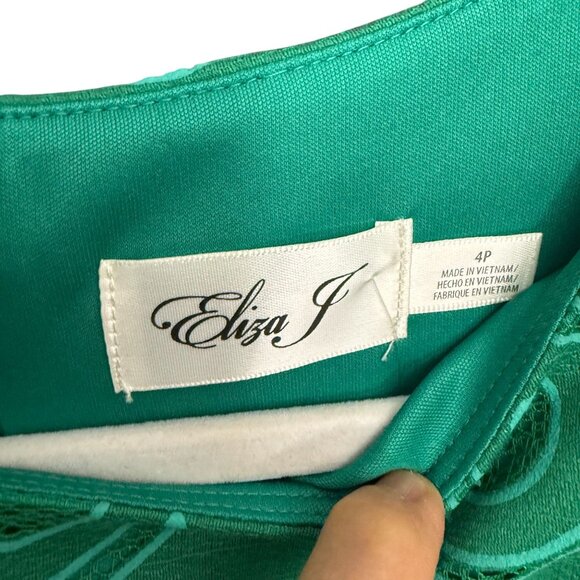 Eliza J
4P
MADE IN VIETNAM/
HECHO EN VIETNAM/
FABRIQUE EN VIETNAM